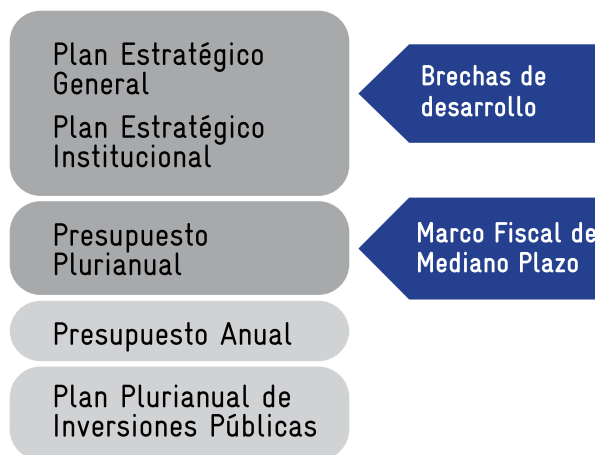 Plan Estratégico
General
Plan Estratégico
Institucional
Brechas de
desarrollo
Presupuesto
Plurianual
Marco Fiscal de
Mediano Plazo
Presupuesto Anual
Plan Plurianual de
Inversiones Públicas